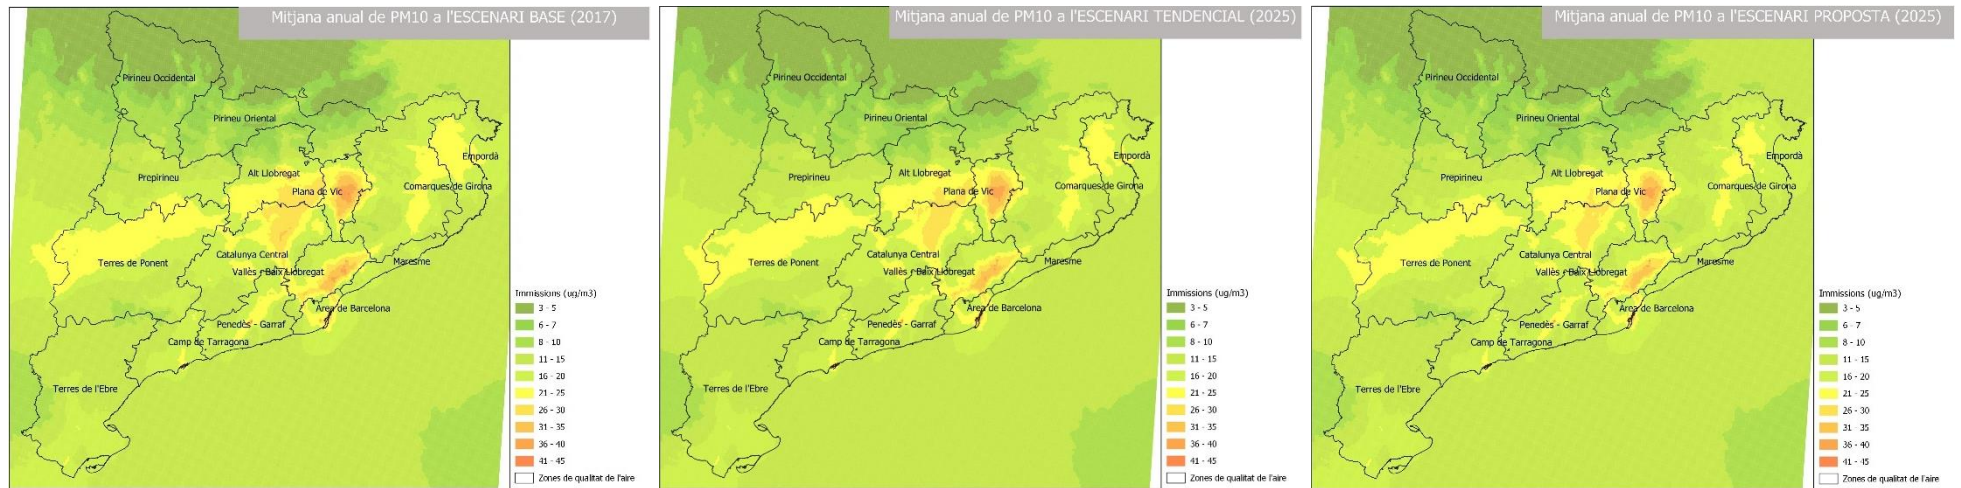 Mitjana anual de PM10 a l'ESCENARI BASE (2017)
Pirineu Occidental
Pirineu Oriental
Empordà
Alt Llobregat
Prepirineu
Plana de Vic
Comarques de Girona
Catalunya Central
Terres de Ponent
Maresme
Vallès - Baix Llobregat
Immissions (ug/m3)
Àrea de Barcelona
3 - 5
Penedès - Garraf
6 - 7
Camp de Tarragona
8 - 10
11 - 15
16 - 20
Terres de l'Ebre
21 - 25
26 - 30
31 - 35
36 - 40
41 - 45
Zones de qualitat de l'aire
Mitjana anual de PM10 a l'ESCENARI TENDENCIAL (2025)
Pirineu Occidental
Pirineu Oriental
Empordà
Alt Llobregat
Prepirineu
Plana de Vic
Comarques de Girona
Catalunya Central
Terres de Ponent
Maresme
Vallès - Baix Llobregat
Immissions (ug/m3)
Àrea de Barcelona
3 - 5
Penedès - Garraf
6 - 7
Camp de Tarragona
8 - 10
11 - 15
16 - 20
Terres de l'Ebre
21 - 25
26 - 30
31 - 35
36 - 40
41 - 45
Zones de qualitat de l'aire
Mitjana anual de PM10 a l'ESCENARI PROPOSTA (2025)
Pirineu Occidental
Pirineu Oriental
Empordà
Alt Llobregat
Prepirineu
Plana de Vic
Comarques de Girona
Catalunya Central
Terres de Ponent
Maresme
Vallès - Baix Llobregat
Immissions (ug/m3)
Àrea de Barcelona
3 - 5
Penedès - Garraf
6 - 7
Camp de Tarragona
8 - 10
11 - 15
16 - 20
Terres de l'Ebre
21 - 25
26 - 30
31 - 35
36 - 40
41 - 45
Zones de qualitat de l'aire